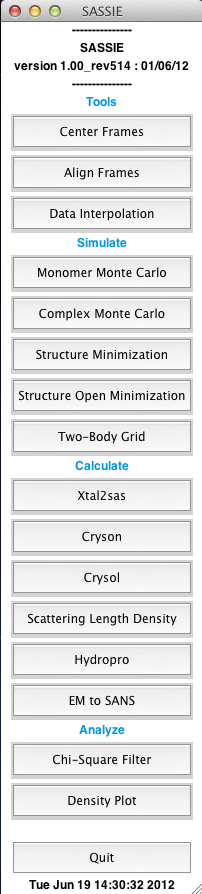 SASSIE
---------------
SASSIE
version 1.00_rev514 : 01/06/12
---------------
Tools
Center Frames
Align Frames
Data Interpolation
Simulate
Monomer Monte Carlo
Complex Monte Carlo
Structure Minimization
Structure Open Minimization
Two-Body Grid
Calculate
Xtal2sas
Cryson
Crysol
Scattering Length Density
Hydropro
EM to SANS
Analyze
Chi-Square Filter
Density Plot
Quit
Tue Jun 19 14:30:32 2012